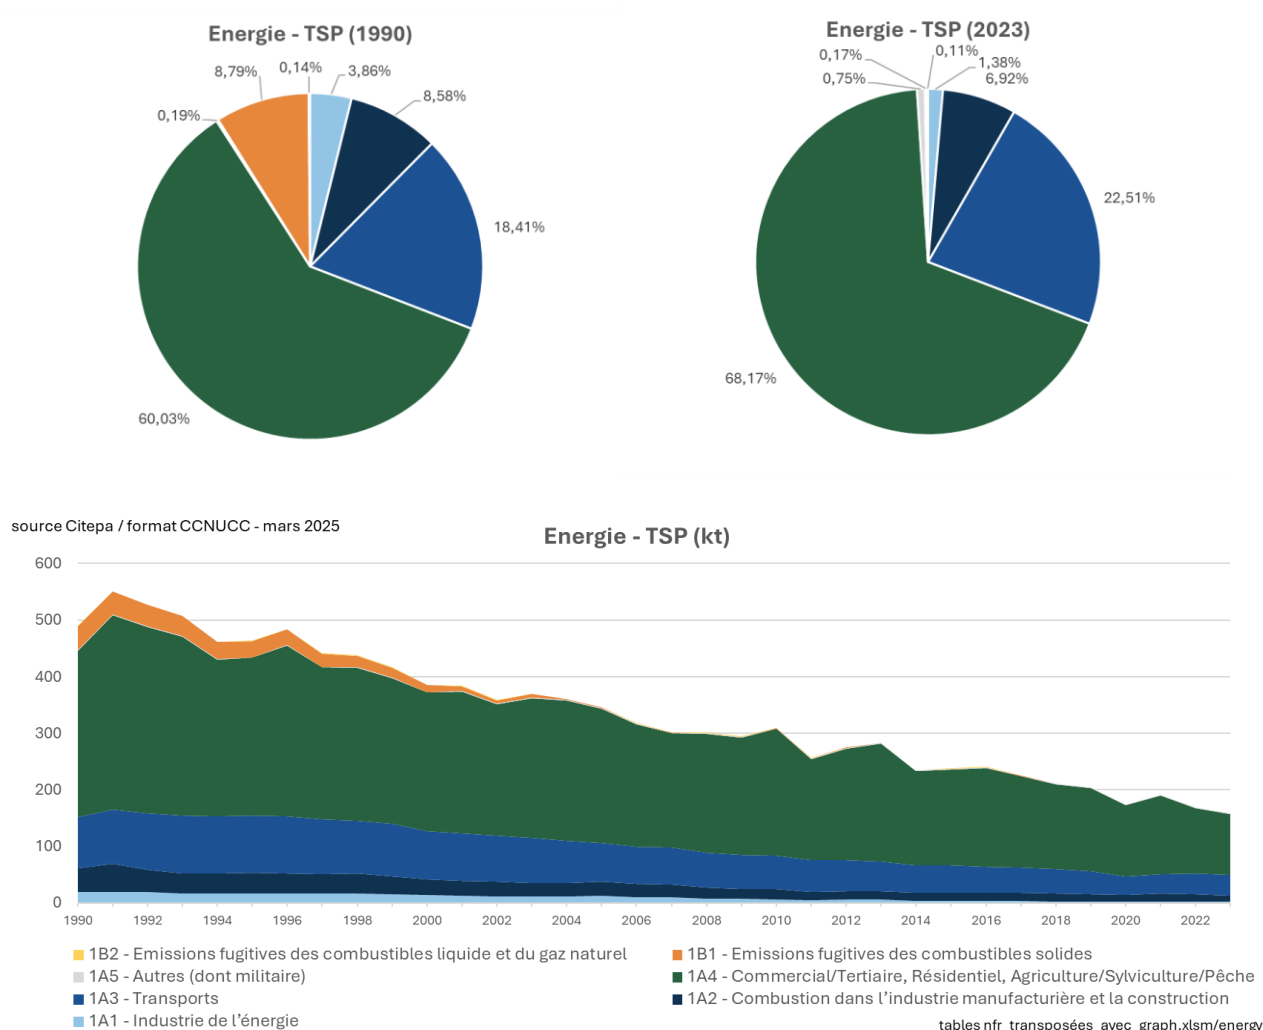 Energie - TSP (1990)
8,79%
0,14%
3,86%
8,58%
0,19%
18,41%
60,03%
Energie - TSP (2023)
0,17%
0,11%
1,38%
0,75%
6,92%
22,51%
68,17%
source Citepa / format CCNUCC - mars 2025
Energie - TSP (kt)
600
500
400
300
200
100
0
1990 1992 1994 1996 1998 2000 2002 2004 2006 2008 2010 2012 2014 2016 2018 2020 2022
1B2 - Emissions fugitives des combustibles liquide et du gaz naturel
1B1 - Emissions fugitives des combustibles solides
1A5 - Autres (dont militaire)
1A4 - Commercial/Tertiaire, Résidentiel, Agriculture/Sylviculture/Pêche
1A3 - Transports
1A2 - Combustion dans l'industrie manufacturière et la construction
1A1 - Industrie de l'énergie
tables_nfr_transposées_avec_graph.xlsm/energy